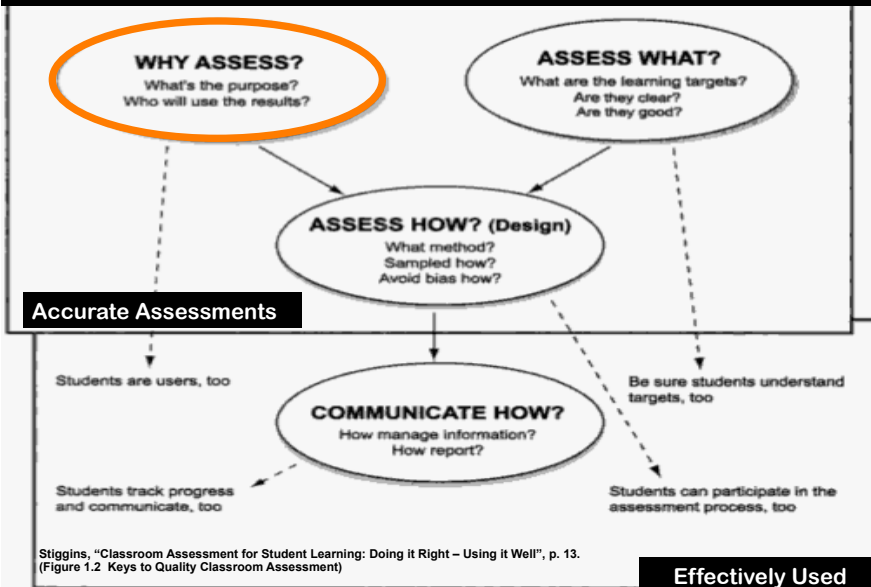 WHY ASSESS?
What's the purpose?
Who will use the results?
ASSESS WHAT?
What are the learning targets?
Are they clear?
Are they good?
ASSESS HOW? (Design)
What method?
Sampled how?
Avoid bias how?
Accurate Assessments
Students are users, too
Be sure students understand
targets, too
COMMUNICATE HOW?
How manage information?
How report?
Students track progress
and communicate, too
Students can participate in the
assessment process, too
Stiggins, “Classroom Assessment for Student Learning: Doing it Right – Using it Well”, p. 13.
(Figure 1.2 Keys to Quality Classroom Assessment)
Effectively Used